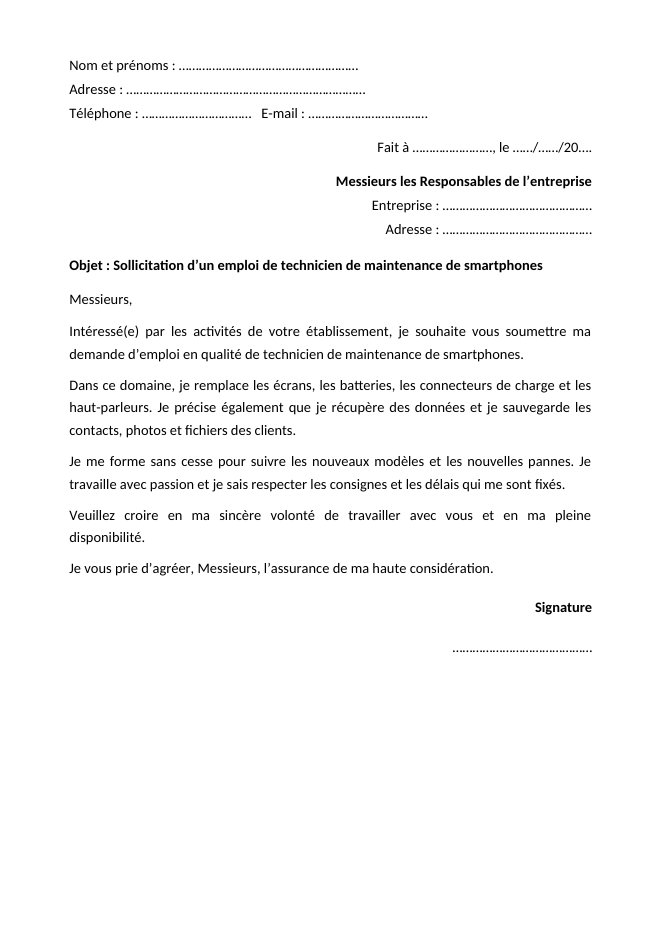 Nom et prénoms : ………………………………………………
Adresse : ………………………………………………………………
Téléphone : …………………………… E-mail : ………………………………
Fait à ……………………, le ……/……/20….
Messieurs les Responsables de l’entreprise
Entreprise : ………………………………………
Adresse : ………………………………………
Objet : Sollicitation d’un emploi de technicien de maintenance de smartphones
Messieurs,
Intéressé(e) par les activités de votre établissement, je souhaite vous soumettre ma
demande d’emploi en qualité de technicien de maintenance de smartphones.
Dans ce domaine, je remplace les écrans, les batteries, les connecteurs de charge et les
haut-parleurs. Je précise également que je récupère des données et je sauvegarde les
contacts, photos et fichiers des clients.
Je me forme sans cesse pour suivre les nouveaux modèles et les nouvelles pannes. Je
travaille avec passion et je sais respecter les consignes et les délais qui me sont fixés.
Veuillez croire en ma sincère volonté de travailler avec vous et en ma pleine
disponibilité.
Je vous prie d’agréer, Messieurs, l’assurance de ma haute considération.
Signature
……………………………………